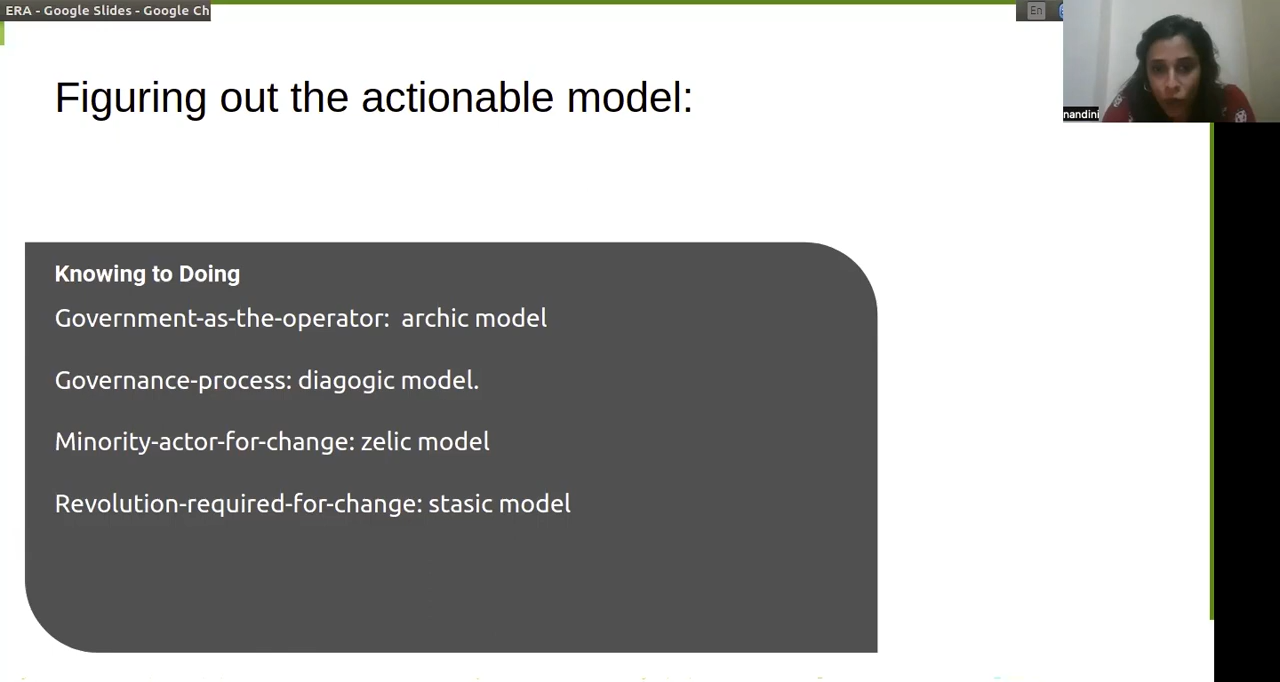 ERA - Google Slides - Google Ch
En
nandini
Figuring out the actionable model:
Knowing to Doing
Government-as-the-operator:  archic model
Governance-process: diagogic model.
Minority-actor-for-change: zelic model
Revolution-required-for-change: stasic model